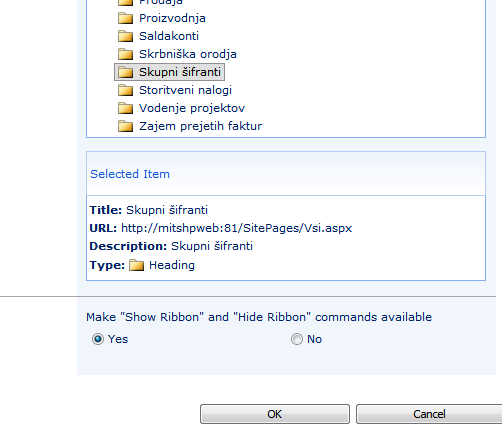 Prodaja
Proizvodnja
Saldakonti
Skrbniška orodja
Skupni šifranti
Storitveni nalogi
Vodenje projektov
Zajem prejetih faktur
Selected Item
Title: Skupni šifranti
URL: http://mitshpweb:81/SitePages/Vsi.aspx
Description: Skupni šifranti
Type: Heading
Make "Show Ribbon" and "Hide Ribbon" commands available
Yes No
OK Cancel